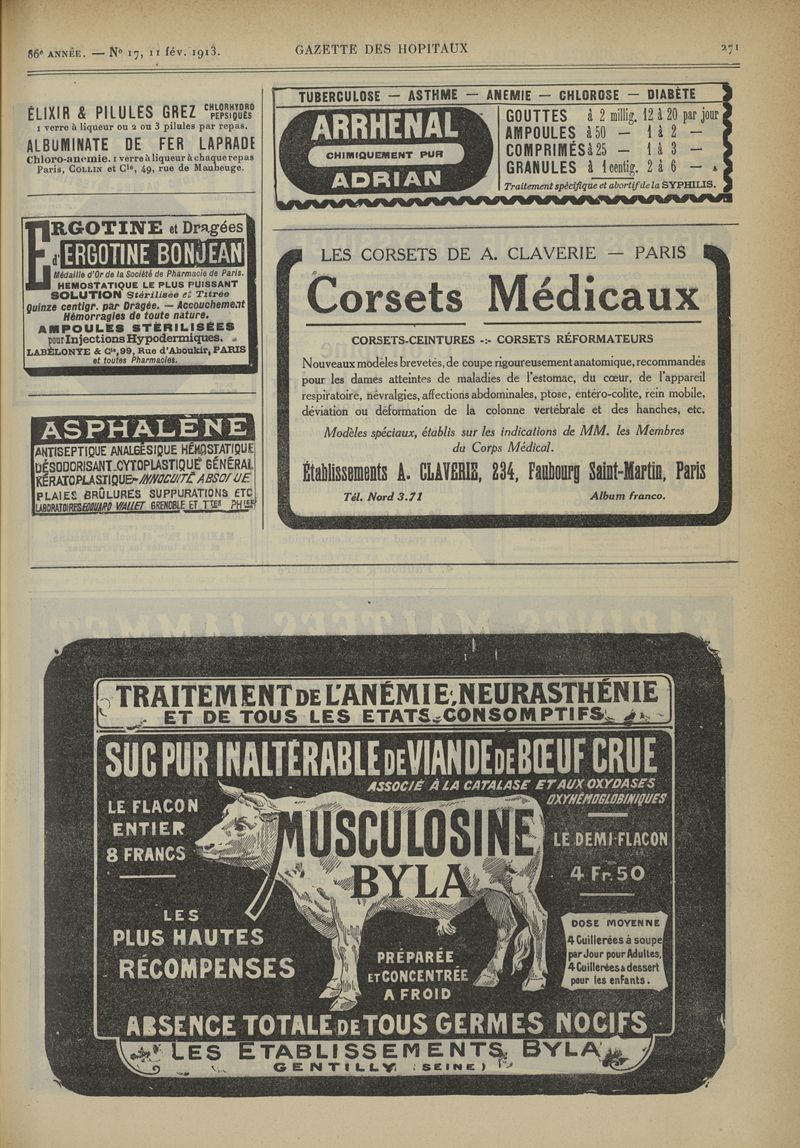 86e ANNÉE. — No 17, 11 fév. 1913.
GAZETTE DES HOPITAUX
271
ÉLIXIR & PILULES GREZ CHLORHYDRO PEPSIQUES
1 verre à liqueur ou 2 ou 3 pilules par repas.
ALBUMINATE DE FER LAPRADE
Chloro-anémie. 1 verre à liqueur à chaque repas
Paris, COLLIN et Cie, 49, rue de Maubeuge.
TUBERCULOSE — ASTHME — ANEMIE — CHLOROSE — DIABÈTE
ARRHENAL
CHIMIQUEMENT PUR
ADRIAN
GOUTTES à 2 millig. 12 à 20 par jour
AMPOULES à 50 — 1 à 2 —
COMPRIMÉS à 25 — 1 à 3 —
GRANULES à 1 centig. 2 à 6 —
Traitement spécifique et abortif de la SYPHILIS.
ERGOTINE et Dragées
d'ERGOTINE BONJEAN
Médaille d'Or de la Société de Pharmacie de Paris.
HÉMOSTATIQUE LE PLUS PUISSANT
SOLUTION Stérilisée et Titrée
Quinze centigr. par Dragée. — Accouchement
Hémorragies de toute nature.
AMPOULES STÉRILISÉES
pour Injections Hypodermiques.
LABÉLONYE & Cie, 99, Rue d'Aboukir, PARIS
et toutes Pharmacies.
ASPHALÈNE
ANTISEPTIQUE ANALGÉSIQUE HÉMOSTATIQUE
DÉSODORISANT. CYTOPLASTIQUE GÉNÉRAL
KÉRATOPLASTIQUE - INNOCUITÉ ABSOLUE
PLAIES BRÛLURES SUPPURATIONS ETC
LABORATOIRES EDOUARD VIALLET GRENOBLE ET TTES PHCIES
LES CORSETS DE A. CLAVERIE — PARIS
Corsets Médicaux
CORSETS-CEINTURES -:- CORSETS RÉFORMATEURS
Nouveaux modèles brevetés, de coupe rigoureusement anatomique, recommandés
pour les dames atteintes de maladies de l'estomac, du cœur, de l'appareil
respiratoire, névralgies, affections abdominales, ptose, entéro-colite, rein mobile,
déviation ou déformation de la colonne vertébrale et des hanches, etc.
Modèles spéciaux, établis sur les indications de MM. les Membres
du Corps Médical.
Établissements A. CLAVERIE, 234, Faubourg Saint-Martin, Paris
Tél. Nord 3.71
Album franco.
TRAITEMENT DE L'ANÉMIE, NEURASTHÉNIE
ET DE TOUS LES ETATS CONSOMPTIFS
SUC PUR INALTÉRABLE DE VIANDE DE BŒUF CRUE
ASSOCIÉ À LA CATALASE ET AUX OXYDASES
OXYHÉMOGLOBINIQUES
LE FLACON
ENTIER
8 FRANCS
MUSCULOSINE
BYLA
LE DEMI-FLACON
4 Fr. 50
LES
PLUS HAUTES
RÉCOMPENSES
PRÉPARÉE
ET CONCENTRÉE
A FROID
DOSE MOYENNE
4 Cuillerées à soupe
par Jour pour Adultes,
4 Cuillerées à dessert
pour les enfants.
ABSENCE TOTALE DE TOUS GERMES NOCIFS
LES ETABLISSEMENTS BYLA
GENTILLY (SEINE)